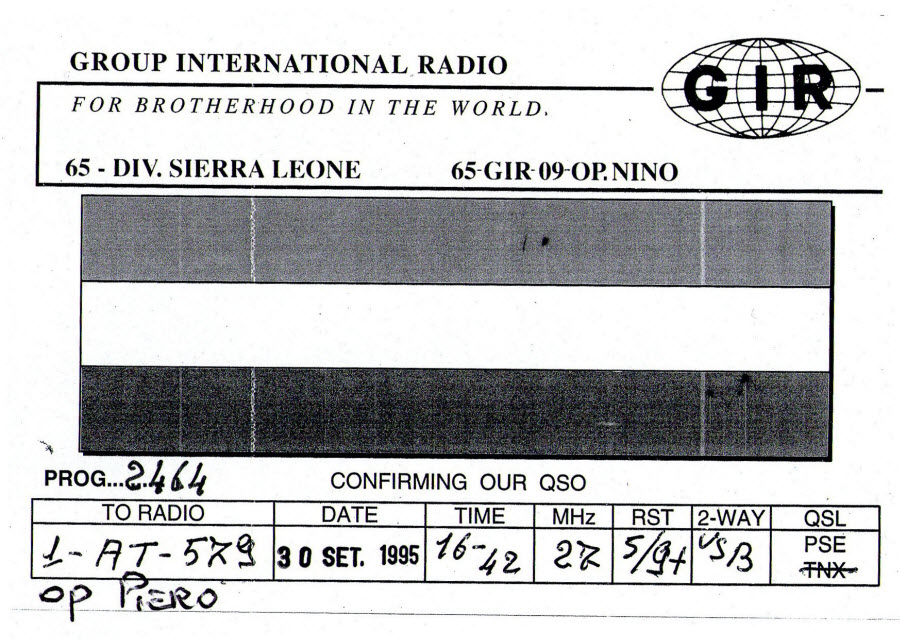 GROUP INTERNATIONAL RADIO
GIR
FOR BROTHERHOOD IN THE WORLD.
65 - DIV. SIERRA LEONE 65-GIR-09-OP. NINO
PROG...2464 CONFIRMING OUR QSO
TO RADIO DATE TIME MHz RST 2-WAY QSL
1-AT-579 30 SET. 1995 16-42 27 5/9+ USB PSE
TNX
op PiERO